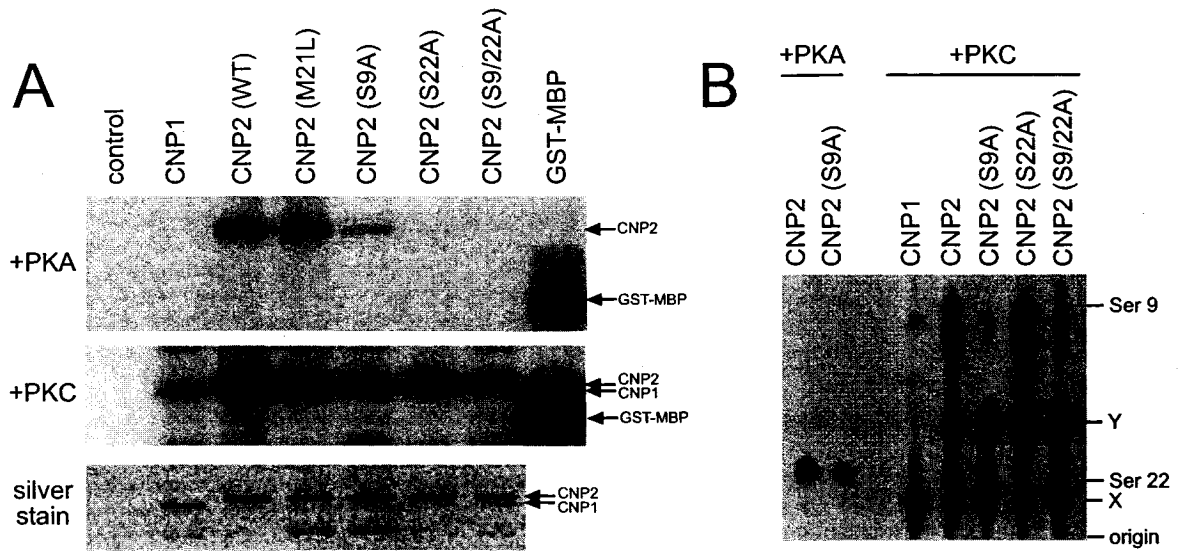 A
control
CNP1
CNP2 (WT)
CNP2 (M21L)
CNP2 (S9A)
CNP2 (S22A)
CNP2 (S9/22A)
GST-MBP
+PKA
CNP2
GST-MBP
+PKC
CNP2
CNP1
GST-MBP
silver
stain
CNP2
CNP1
B
+PKA
+PKC
CNP2
CNP2 (S9A)
CNP1
CNP2
CNP2 (S9A)
CNP2 (S22A)
CNP2 (S9/22A)
Ser 9
Y
Ser 22
X
origin